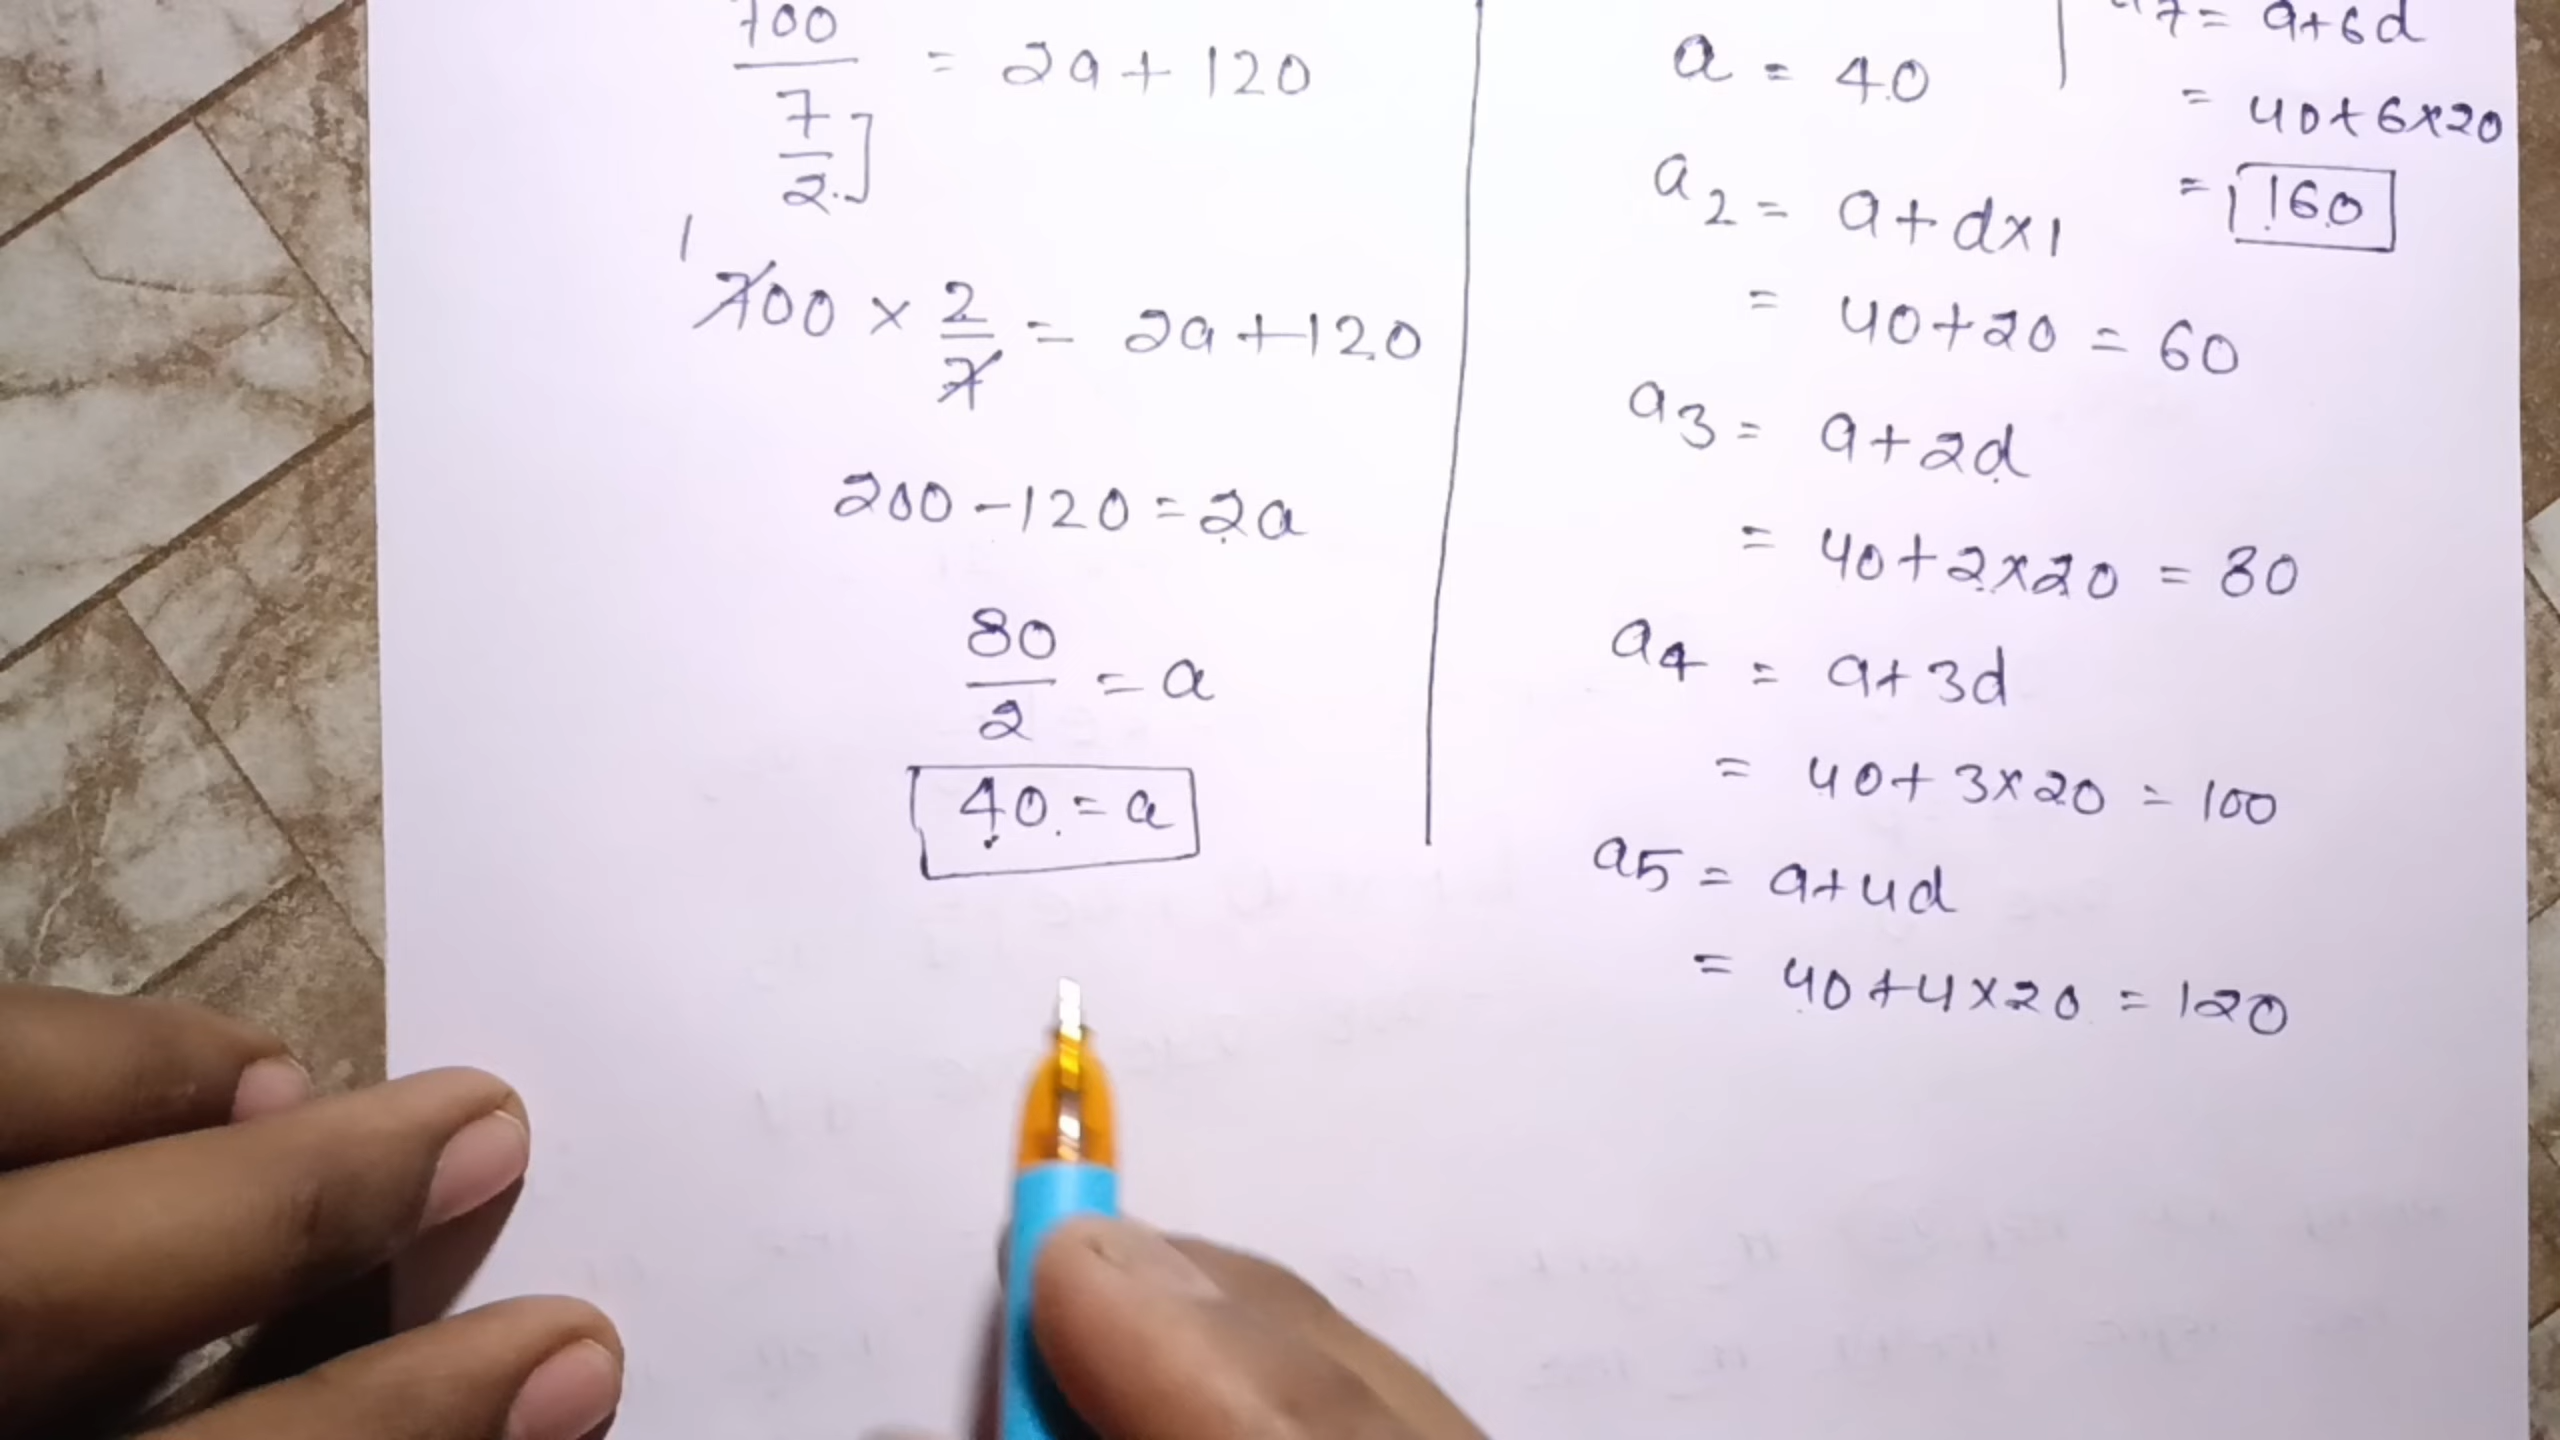 700
7/2] = 2a + 120
1
700 × 2/7 = 2a + 120
200 - 120 = 2a
80/2 = a
40 = a
a = 40
a2 = a + d×1
= 40 + 20 = 60
a3 = a + 2d
= 40 + 2×20 = 80
a4 = a + 3d
= 40 + 3×20 = 100
a5 = a + 4d
= 40 + 4×20 = 120
7 = a + 6d
= 40 + 6×20
= 160